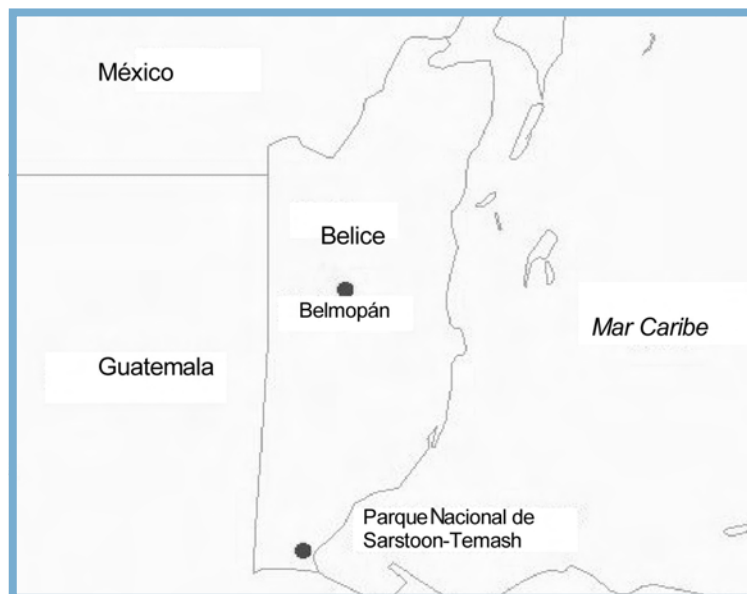 México
Belice
Belmopán
Mar Caribe
Guatemala
Parque Nacional de
Sarstoon-Temash